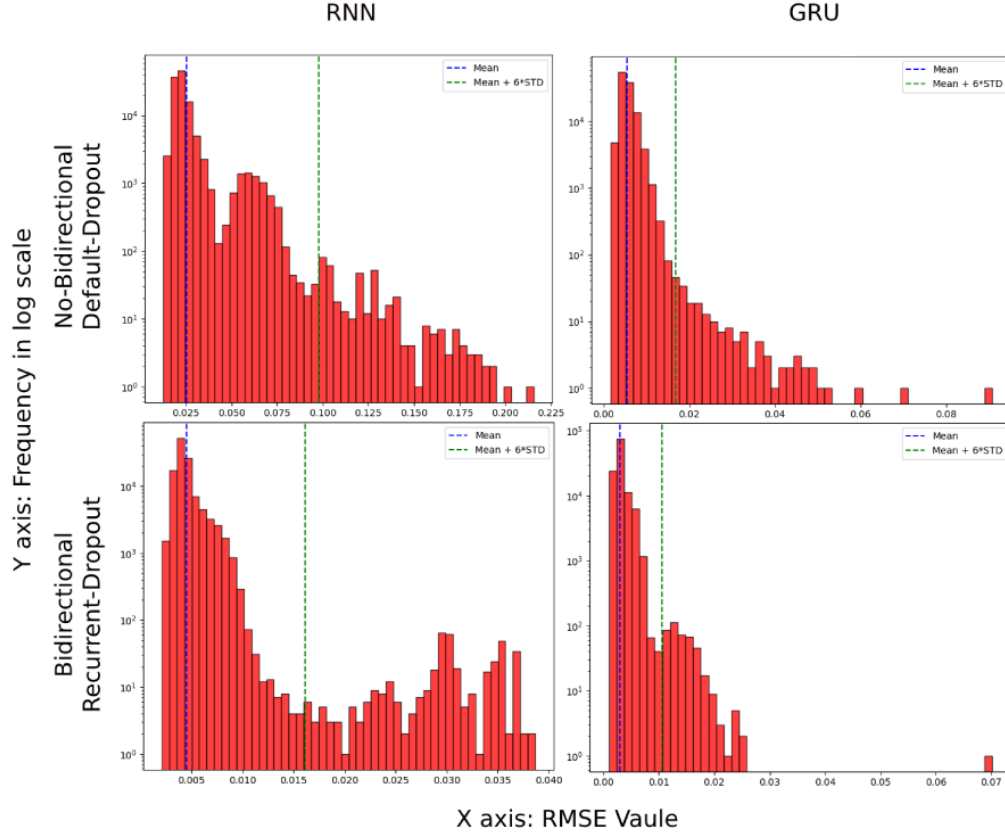 RNN
GRU
Y axis: Frequency in log scale
No-Bidirectional
Default-Dropout
Mean
Mean + 6*STD
10⁴
10³
10²
10¹
10⁰
0.025 0.050 0.075 0.100 0.125 0.150 0.175 0.200 0.225
Mean
Mean + 6*STD
10⁴
10³
10²
10¹
10⁰
0.00 0.02 0.04 0.06 0.08
Bidirectional
Recurrent-Dropout
Mean
Mean + 6*STD
10⁴
10³
10²
10¹
10⁰
0.005 0.010 0.015 0.020 0.025 0.030 0.035 0.040
Mean
Mean + 6*STD
10⁵
10⁴
10³
10²
10¹
10⁰
0.00 0.01 0.02 0.03 0.04 0.05 0.06 0.07
X axis: RMSE Vaule